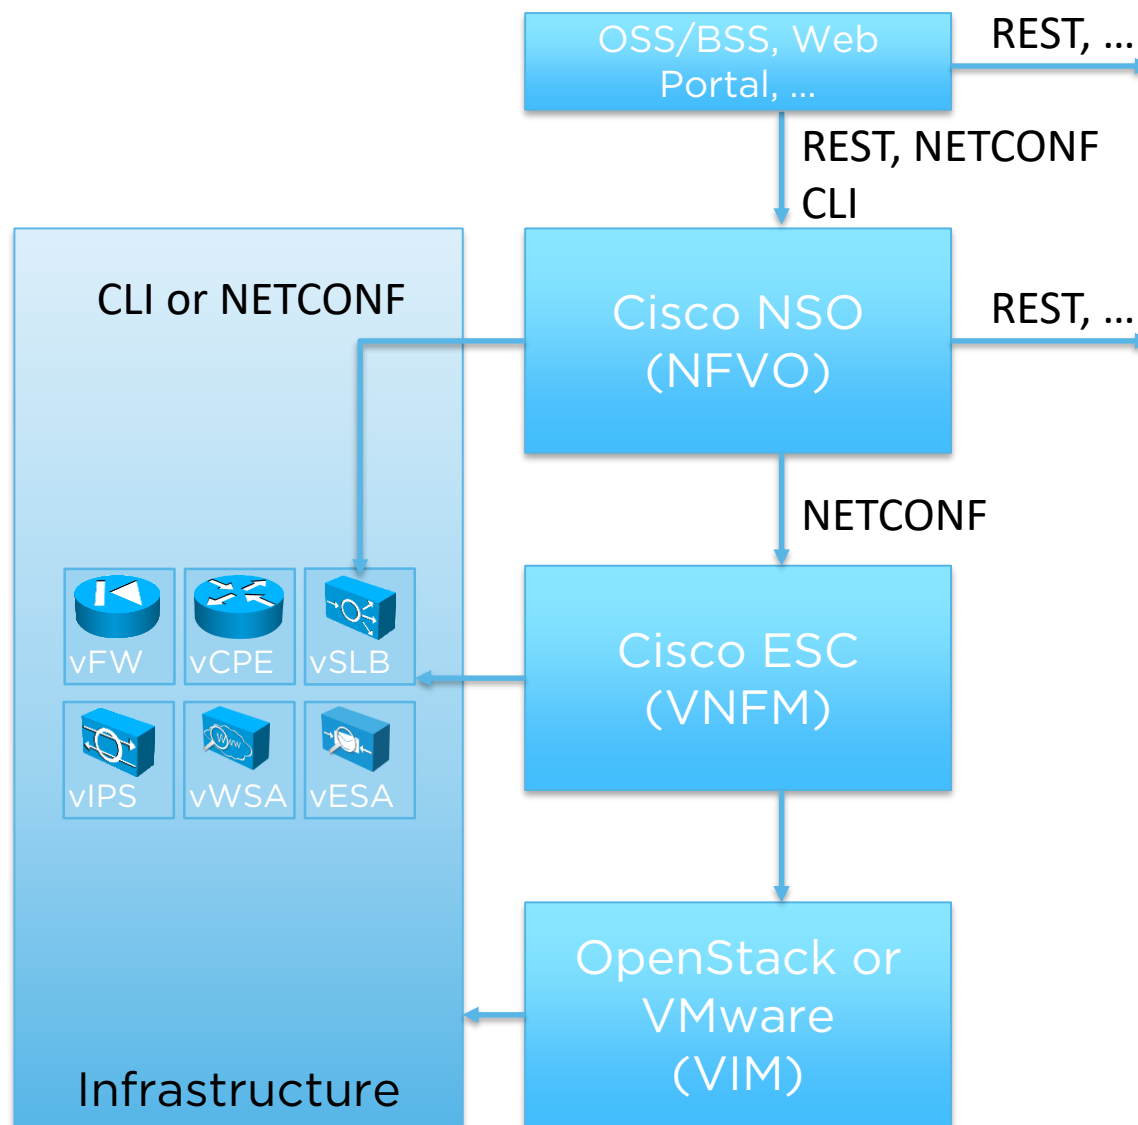 OSS/BSS, Web
Portal, ...
REST, ...
REST, NETCONF
CLI
CLI or NETCONF
Cisco NSO
(NFVO)
REST, ...
NETCONF
vFW
vCPE
vSLB
Cisco ESC
(VNFM)
vIPS
Www
vWSA
vESA
OpenStack or
VMware
(VIM)
Infrastructure